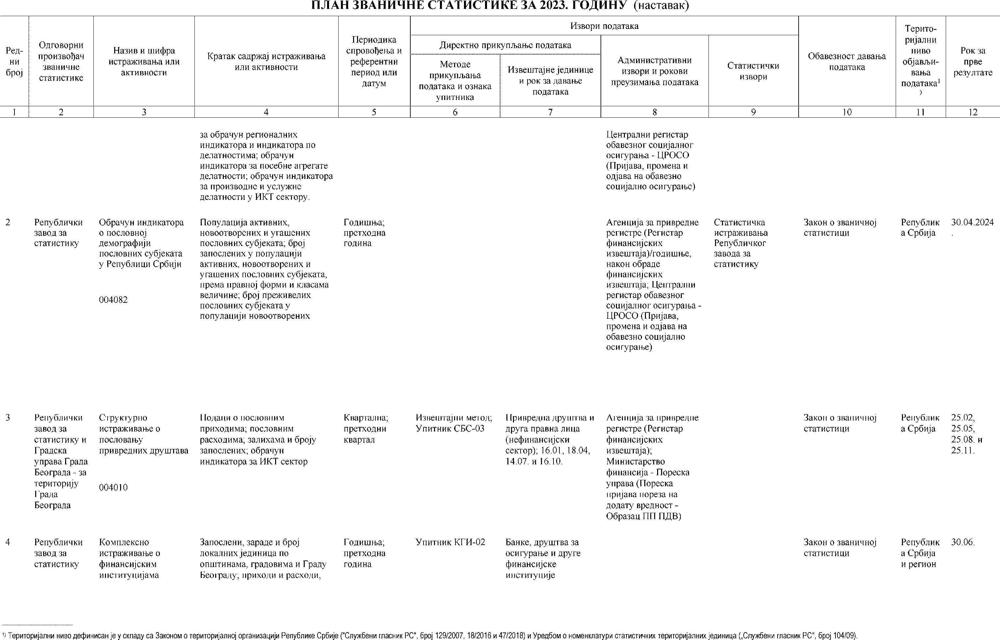 ПЛАН ЗВАНИЧНЕ СТАТИСТИКЕ ЗА 2023. ГОДИНУ (наставак)
Ред-
ни
број
Одговорни
произвођач
званичне
статистике
Назив и шифра
истраживања или
активности
Кратак садржај истраживања
или активности
Периодика
спровођења и
референтни
период или
датум
Извори података
Директно прикупљање података
Методе
прикупљања
података и ознака
упитника
Извештајне јединице
и рок за давање
података
Административни
извори и рокови
преузимања података
Статистички
извори
Обавезност давања
података
Терито-
ријални
ниво
објављи-
вања
података¹
)
Рок за
прве
резултате
1 2 3 4 5 6 7 8 9 10 11 12
за обрачун регионалних
индикатора и индикатора по
делатностима; обрачун
индикатора за посебне агрегате
делатности; обрачун индикатора
за производне и услужне
делатности у ИКТ сектору.
Централни регистар
обавезног социјалног
осигурања - ЦРОСО
(Пријава, промена и
одјава на обавезно
социјално осигурање)
2
Републички
завод за
статистику
Обрачун индикатора
о пословној
демографији
пословних субјеката
у Републици Србији
004082
Популација активних,
новоотворених и угашених
пословних субјеката; број
запослених у популацији
активних, новоотворених и
угашених пословних субјеката,
према правној форми и класама
величине; број преживелих
пословних субјеката у
популацији новоотворених
Годишња;
претходна
година
Агенција за привредне
регистре (Регистар
финансијских
извештаја)/годишње,
након обраде
финансијских
извештаја; Централни
регистар обавезног
социјалног осигурања -
ЦРОСО (Пријава,
промена и одјава на
обавезно социјално
осигурање)
Статистичка
истраживања
Републичког
завода за
статистику
Закон о званичној
статистици
Републик
а Србија
30.04.2024
.
3
Републички
завод за
статистику и
Градска
управа Града
Београда - за
територију
Града
Београда
Структурно
истраживање о
пословању
привредних друштава
004010
Подаци о пословним
приходима; пословним
расходима; залихама и броју
запослених; обрачун
индикатора за ИКТ сектор
Квартална;
претходни
квартал
Извештајни метод;
Упитник СБС-03
Привредна друштва и
друга правна лица
(нефинансијски
сектор); 16.01, 18.04,
14.07. и 16.10.
Агенција за привредне
регистре (Регистар
финансијских
извештаја);
Министарство
финансија - Пореска
управа (Пореска
пријава пореза на
додату вредност -
Образац ПП ПДВ)
Закон о званичној
статистици
Републик
а Србија
25.02,
25.05,
25.08. и
25.11.
4
Републички
завод за
статистику
Комплексно
истраживање о
финансијским
институцијама
Запослени, зараде и број
локалних јединица по
општинама, градовима и Граду
Београду; приходи и расходи,
Годишња;
претходна
година
Упитник КГИ-02
Банке, друштва за
осигурање и друге
финансијске
институције
Закон о званичној
статистици
Републик
а Србија
и регион
30.06.
¹⁾ Територијални ниво дефинисан је у складу са Законом о територијалној организацији Републике Србије ("Службени гласник РС", број 129/2007, 18/2016 и 47/2018) и Уредбом о номенклатури статистичких територијалних јединица („Службени гласник РС", број 104/09).